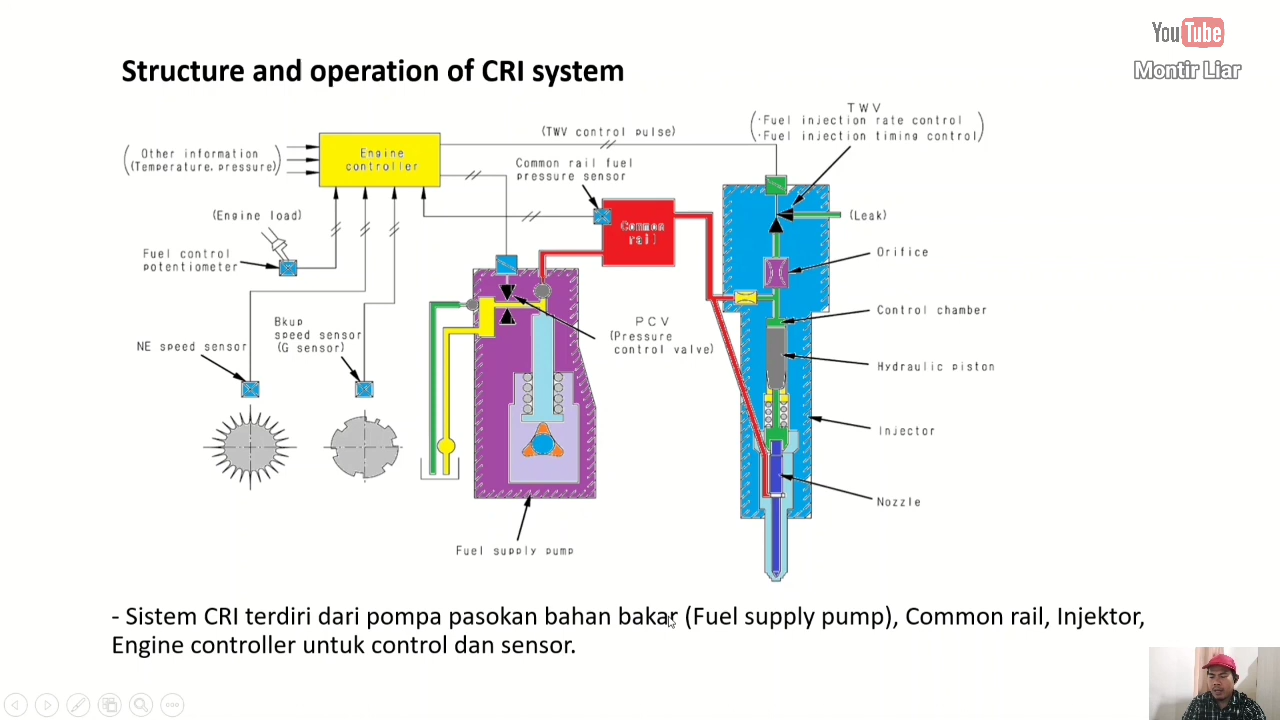 YouTube
Montir Liar
Structure and operation of CRI system
TWV
(・Fuel injection rate control
・Fuel injection timing control)
(TWV control pulse)
Other information
(Temperature, pressure)
Engine
controller
Common rail fuel
pressure sensor
(Engine load)
Common
rail
(Leak)
Fuel control
potentiometer
Orifice
Control chamber
Bkup
speed sensor
(G sensor)
NE speed sensor
PCV
(Pressure
control valve)
Hydraulic piston
Injector
Nozzle
Fuel supply pump
- Sistem CRI terdiri dari pompa pasokan bahan bakar (Fuel supply pump), Common rail, Injektor,
Engine controller untuk control dan sensor.